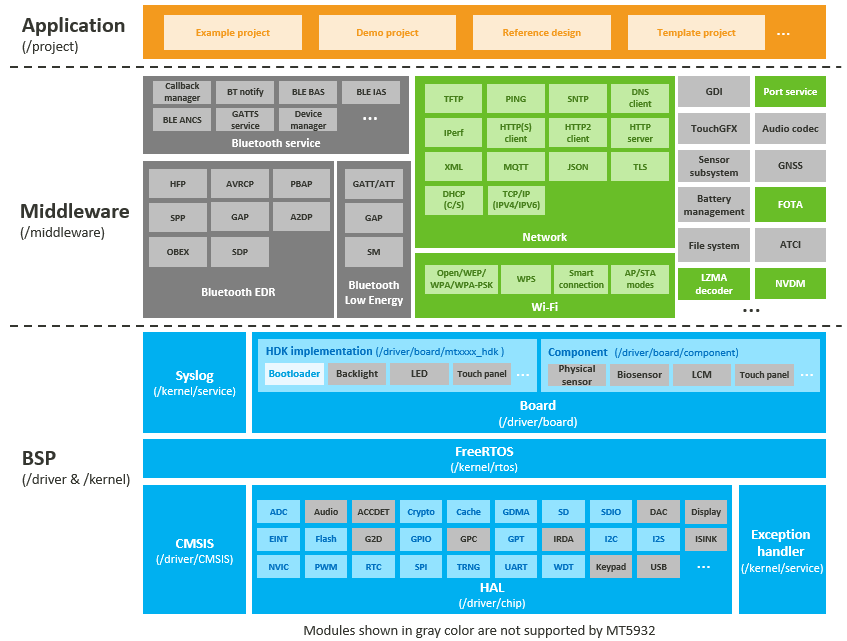 Application
(/project)
Example project
Demo project
Reference design
Template project
...
Middleware
(/middleware)
Callback
manager
BT notify
BLE BAS
BLE IAS
BLE ANCS
GATTS
service
Device
manager
...
Bluetooth service
HFP
AVRCP
PBAP
SPP
GAP
A2DP
OBEX
SDP
Bluetooth EDR
GATT/ATT
GAP
SM
Bluetooth
Low Energy
TFTP
PING
SNTP
DNS
client
IPerf
HTTP(S)
client
HTTP2
client
HTTP
server
XML
MQTT
JSON
TLS
DHCP
(C/S)
TCP/IP
(IPV4/IPV6)
Network
Open/WEP/
WPA/WPA-PSK
WPS
Smart
connection
AP/STA
modes
Wi-Fi
GDI
Port service
TouchGFX
Audio codec
Sensor
subsystem
GNSS
Battery
management
FOTA
File system
ATCI
LZMA
decoder
NVDM
...
BSP
(/driver & /kernel)
Syslog
(/kernel/service)
HDK implementation (/driver/board/mtxxxx_hdk )
Bootloader
Backlight
LED
Touch panel
...
Component (/driver/board/component)
Physical
sensor
Biosensor
LCM
Touch panel
...
Board
(/driver/board)
FreeRTOS
(/kernel/rtos)
CMSIS
(/driver/CMSIS)
ADC
Audio
ACCDET
Crypto
Cache
GDMA
SD
SDIO
DAC
Display
EINT
Flash
G2D
GPIO
GPC
GPT
IRDA
I2C
I2S
ISINK
NVIC
PWM
RTC
SPI
TRNG
UART
WDT
Keypad
USB
...
HAL
(/driver/chip)
Exception
handler
(/kernel/service)
Modules shown in gray color are not supported by MT5932